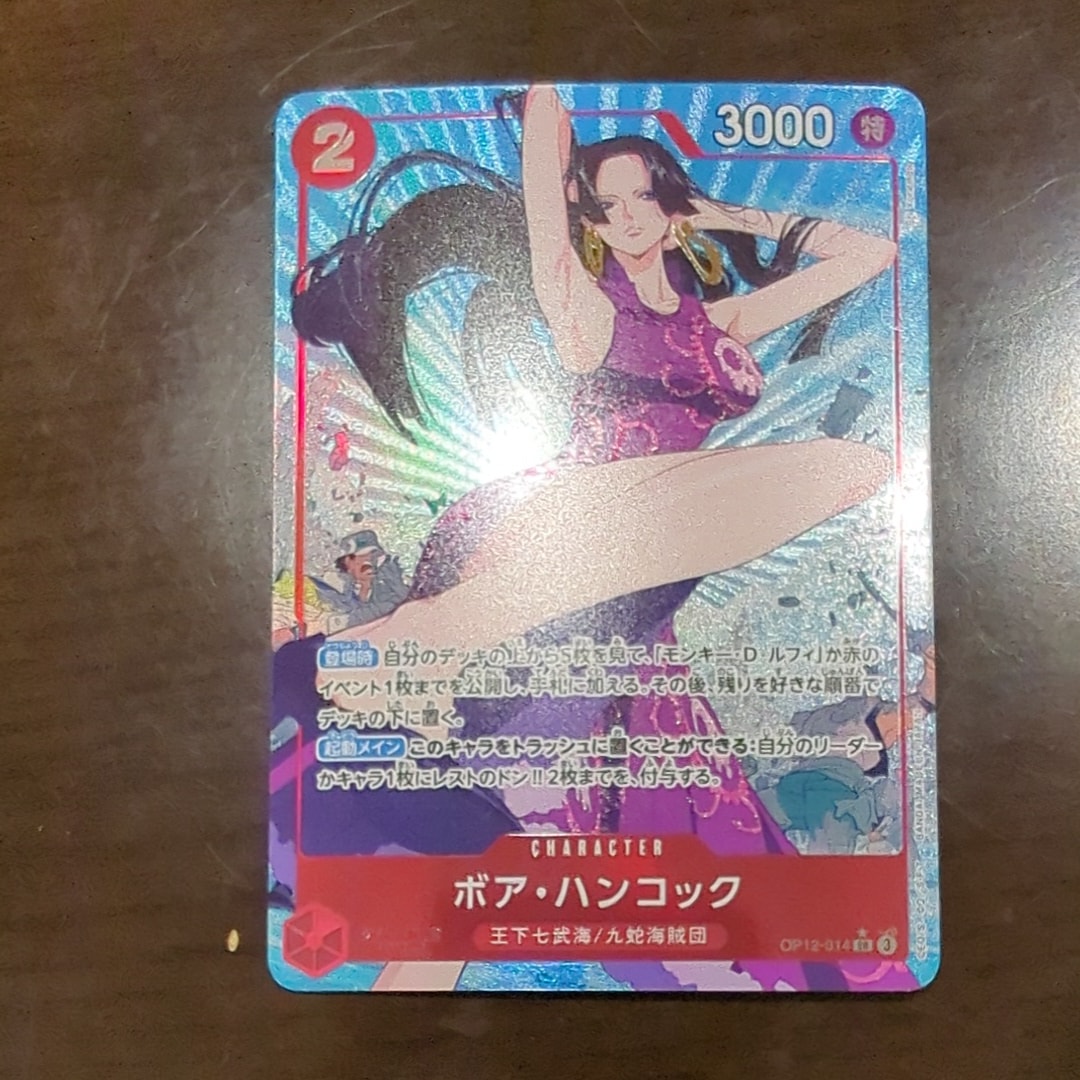 2
3000
特
登場時 自分のデッキの上から5枚を見て、「モンキー・D・ルフィ」か赤の
イベント1枚までを公開し、手札に加える。その後、残りを好きな順番で
デッキの下に置く。
起動メイン このキャラをトラッシュに置くことができる：自分のリーダー
かキャラ1枚にレストのドン!!2枚までを、付与する。
CHARACTER
ボア・ハンコック
王下七武海/九蛇海賊団
OP12-014
3